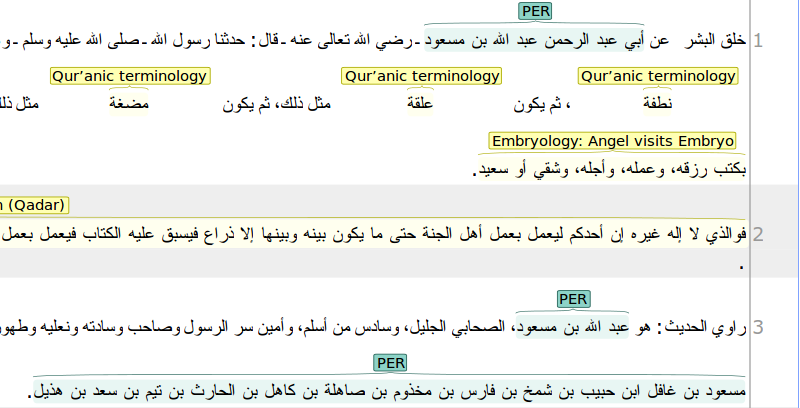 PER
1 خلق البشر عن أبي عبد الرحمن عبد الله بن مسعود - رضي الله تعالى عنه - قال: حدثنا رسول الله - صلى الله عليه وسلم - و
Qur'anic terminology Qur'anic terminology Qur'anic terminology
نطفة ، ثم يكون علقة مثل ذلك، ثم يكون مضغة مثل ذل
Embryology: Angel visits Embryo
بكتب رزقه، وعمله، وأجله، وشقي أو سعيد.
(Qadar)
2 فوالذي لا إله غيره إن أحدكم ليعمل بعمل أهل الجنة حتى ما يكون بينه وبينها إلا ذراع فيسبق عليه الكتاب فيعمل بعمل
.
PER
3 راوي الحديث: هو عبد الله بن مسعود، الصحابي الجليل، وسادس من أسلم، وأمين سر الرسول وصاحب وسادته ونعليه وطهور
PER
مسعود بن غافل ابن حبيب بن شمخ بن فارس بن مخذوم بن صاهلة بن كاهل بن الحارث بن تيم بن سعد بن هذيل.